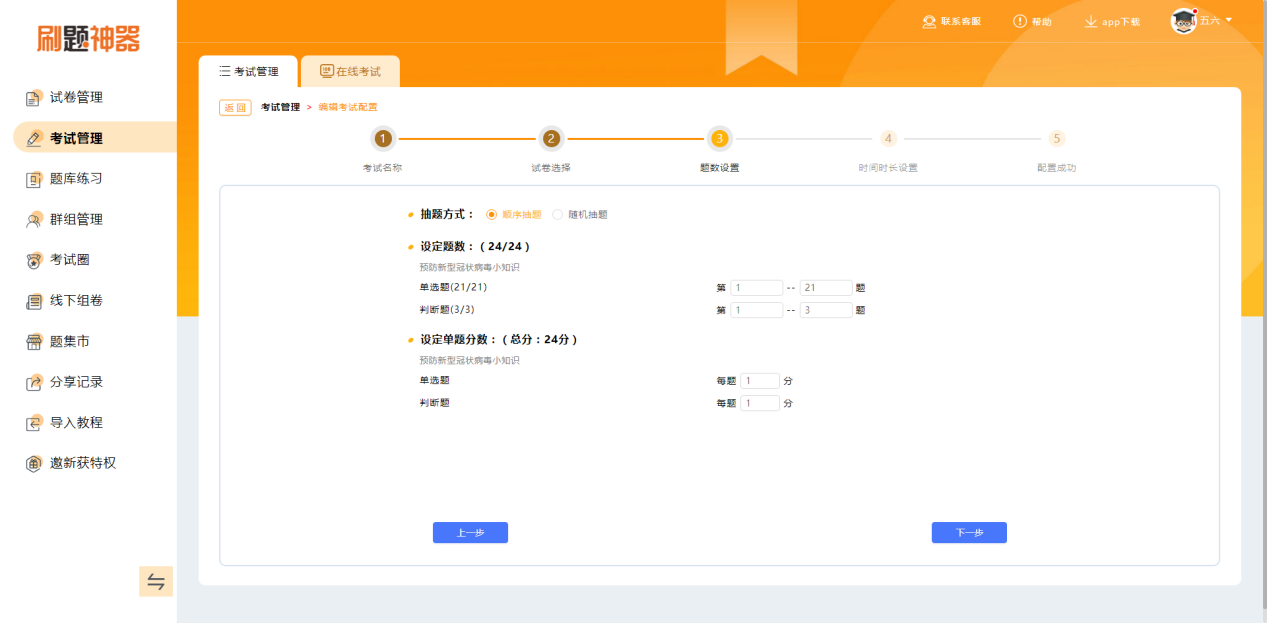 刷题神器
联系客服
帮助
app下载
五六
考试管理
在线考试
试卷管理
考试管理
题库练习
群组管理
考试圈
线下组卷
题集市
分享记录
导入教程
邀新获特权
返回 考试管理 > 编辑考试配置
1 2 3 4 5
考试名称 试卷选择 题数设置 时间时长设置 配置成功
抽题方式： 顺序抽题 随机抽题
设定题数：（24/24）
预防新型冠状病毒小知识
单选题(21/21) 第 1 -- 21 题
判断题(3/3) 第 1 -- 3 题
设定单题分数：（总分：24分）
预防新型冠状病毒小知识
单选题 每题 1 分
判断题 每题 1 分
上一步 下一步